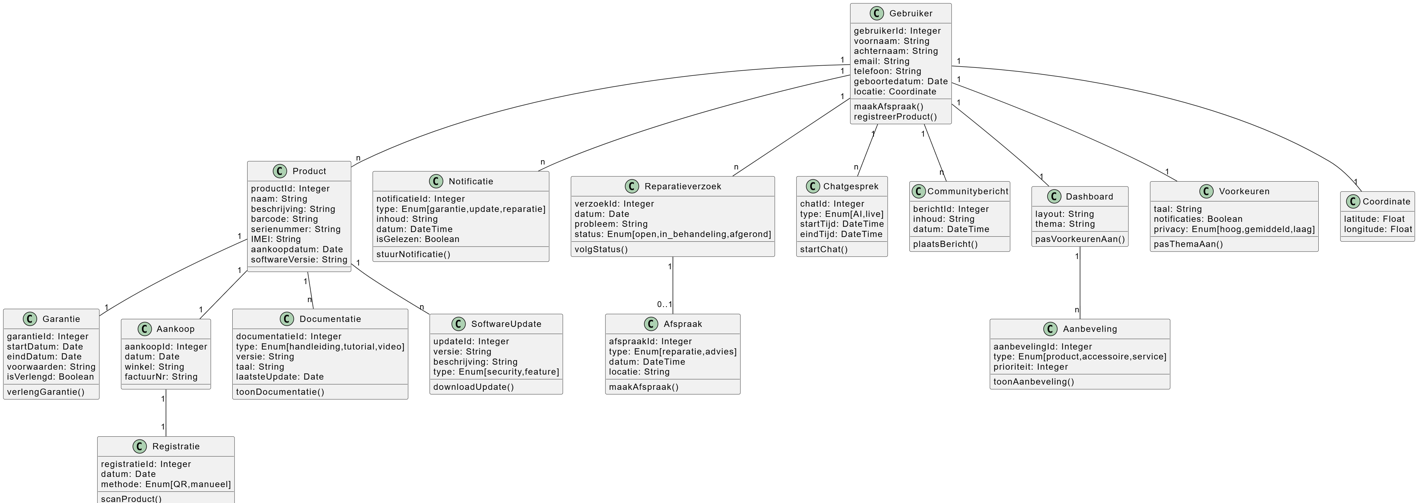 C Gebruiker
gebruikerId: Integer
voornaam: String
achternaam: String
email: String
telefoon: String
geboortedatum: Date
locatie: Coordinate
maakAfspraak()
registreerProduct()
1
1
1
1
1
1
1
1
n
n
n
n
n
1
1
1
C Product
productId: Integer
naam: String
beschrijving: String
barcode: String
serienummer: String
IMEI: String
aankoopdatum: Date
softwareVersie: String
C Notificatie
notificatieId: Integer
type: Enum[garantie,update,reparatie]
inhoud: String
datum: DateTime
isGelezen: Boolean
stuurNotificatie()
C Reparatieverzoek
verzoekId: Integer
datum: Date
probleem: String
status: Enum[open,in_behandeling,afgerond]
volgStatus()
C Chatgesprek
chatId: Integer
type: Enum[AI,live]
startTijd: DateTime
eindTijd: DateTime
startChat()
C Communitybericht
berichtId: Integer
inhoud: String
datum: DateTime
plaatsBericht()
C Dashboard
layout: String
thema: String
pasVoorkeurenAan()
C Voorkeuren
taal: String
notificaties: Boolean
privacy: Enum[hoog,gemiddeld,laag]
pasThemaAan()
C Coordinate
latitude: Float
longitude: Float
1
1
1
1
1
1
1
1
n
n
0..1
n
C Garantie
garantieId: Integer
startDatum: Date
eindDatum: Date
voorwaarden: String
isVerlengd: Boolean
verlengGarantie()
C Aankoop
aankoopId: Integer
datum: Date
winkel: String
factuurNr: String
C Documentatie
documentatieId: Integer
type: Enum[handleiding,tutorial,video]
versie: String
taal: String
laatsteUpdate: Date
toonDocumentatie()
C SoftwareUpdate
updateId: Integer
versie: String
beschrijving: String
type: Enum[security,feature]
downloadUpdate()
C Afspraak
afspraakId: Integer
type: Enum[reparatie,advies]
datum: DateTime
locatie: String
maakAfspraak()
C Aanbeveling
aanbevelingId: Integer
type: Enum[product,accessoire,service]
prioriteit: Integer
toonAanbeveling()
1
1
C Registratie
registratieId: Integer
datum: Date
methode: Enum[QR,manueel]
scanProduct()